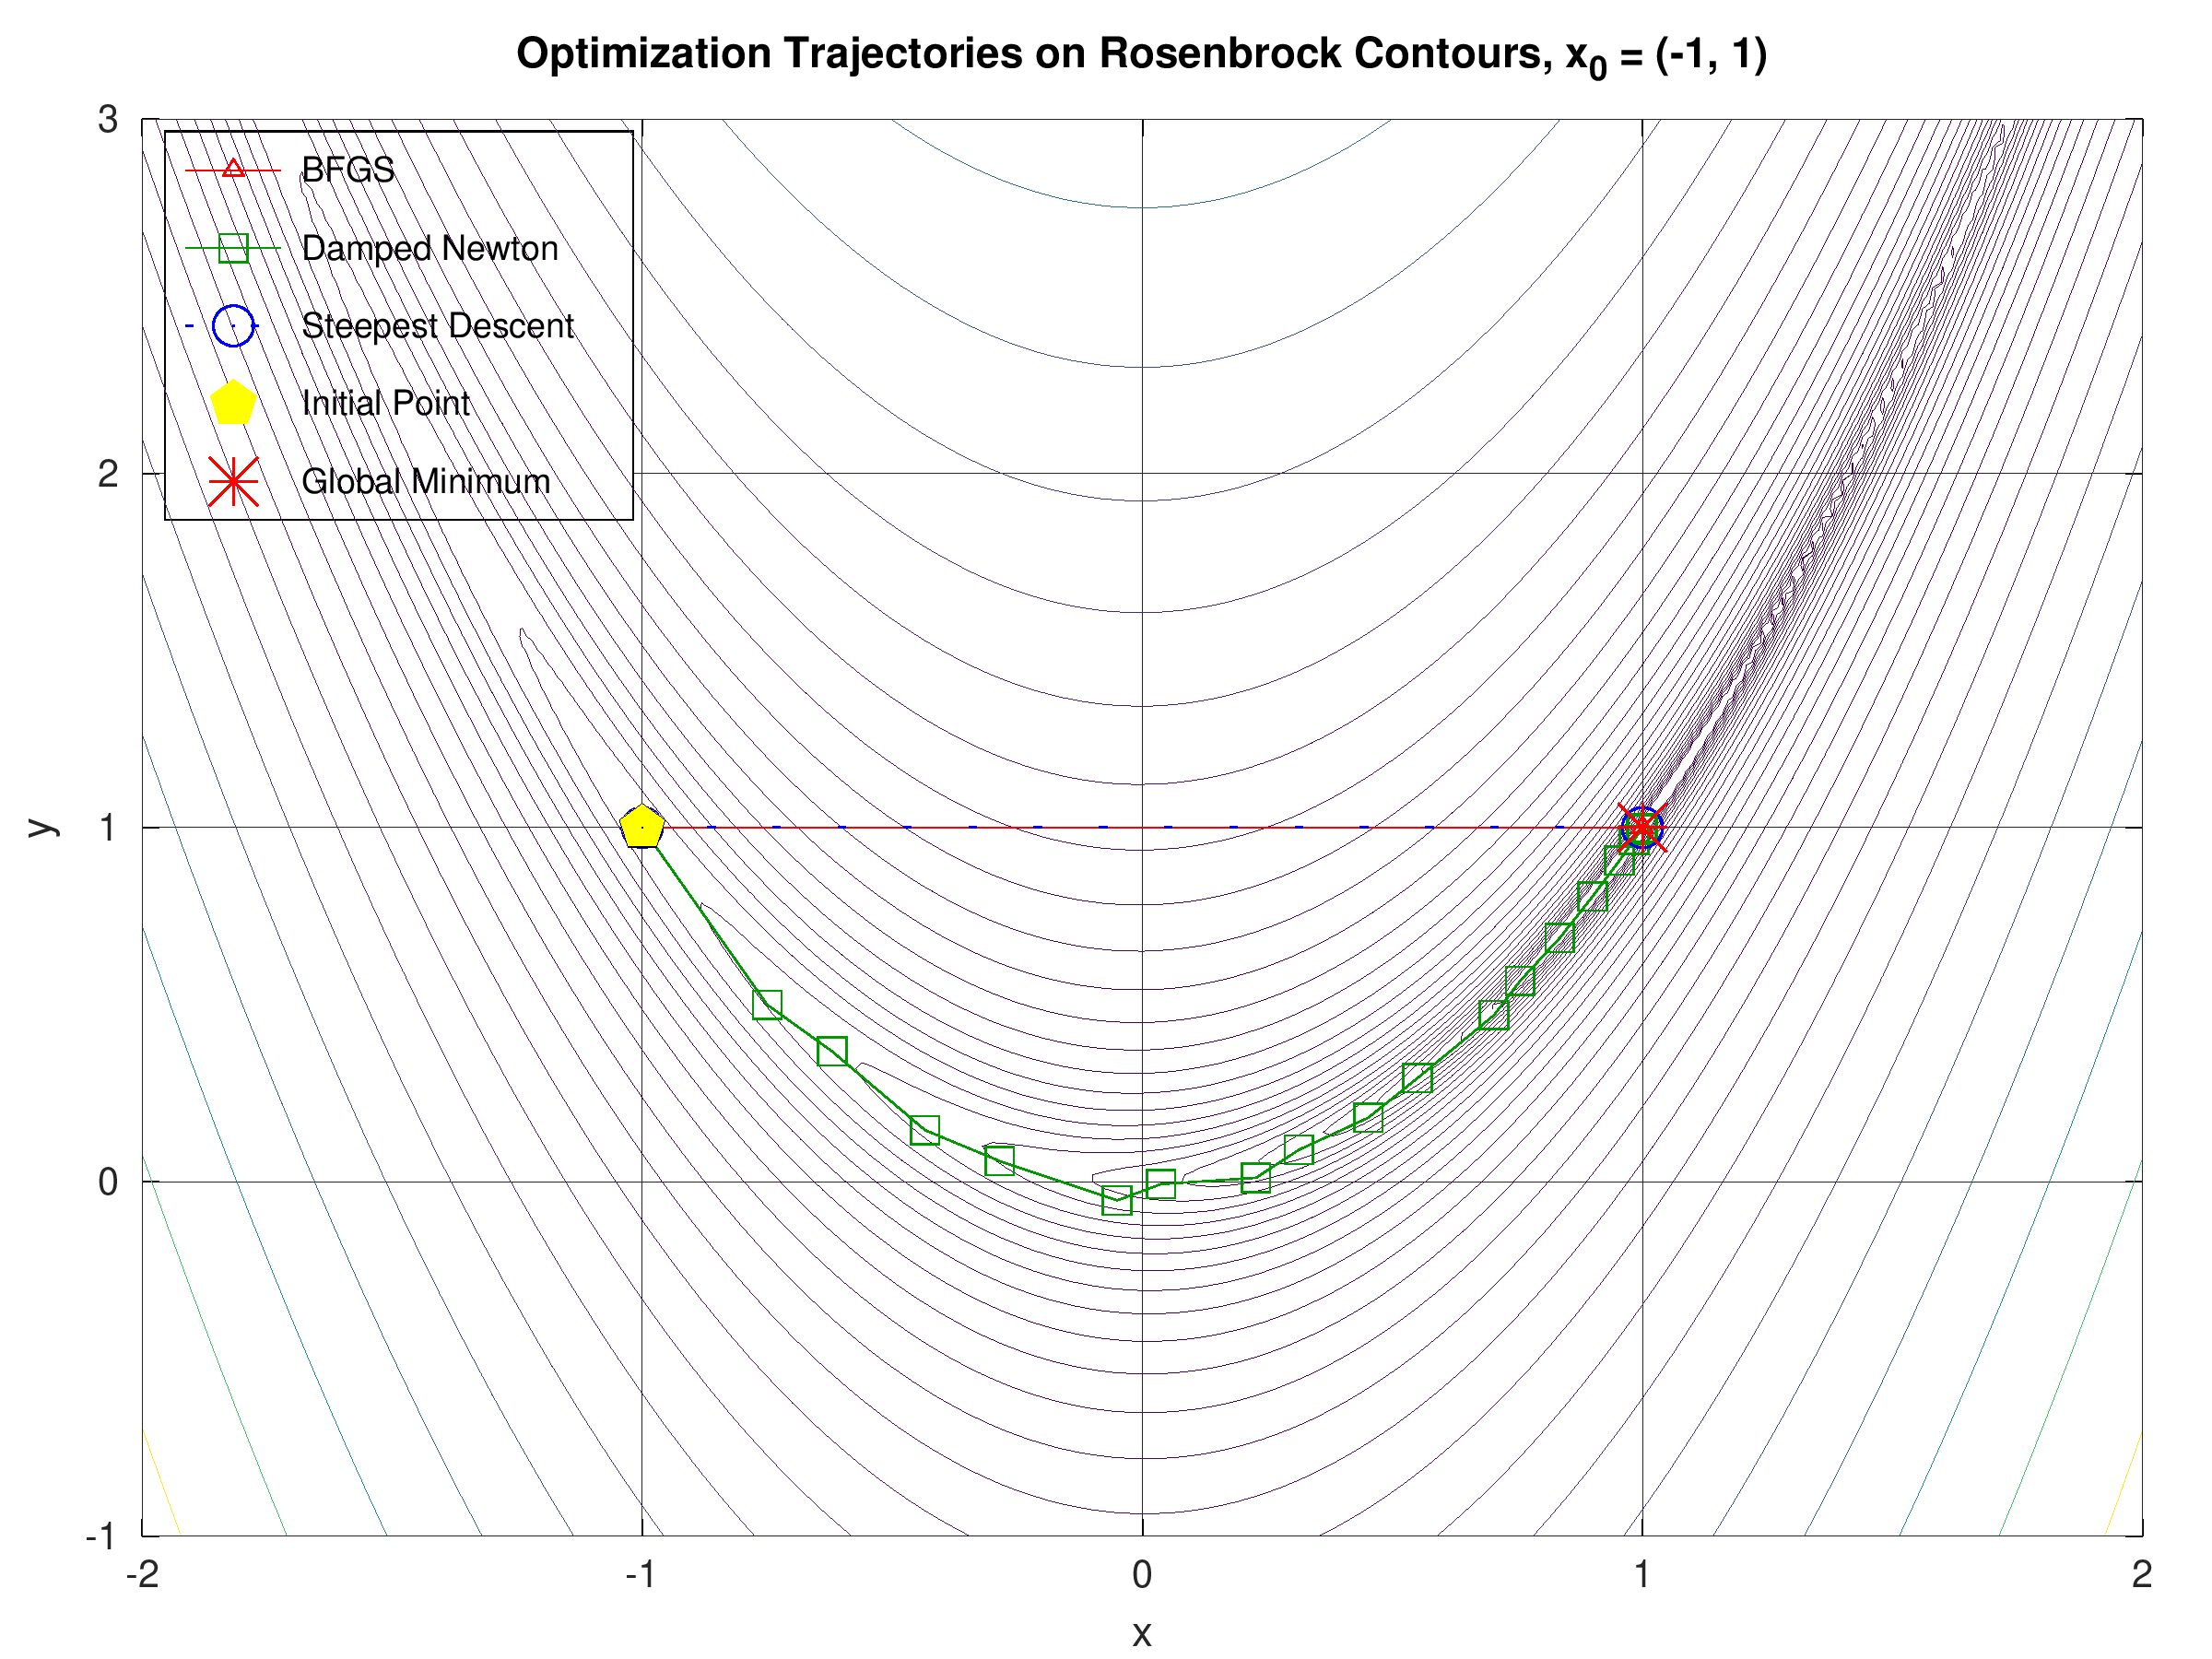 Optimization Trajectories on Rosenbrock Contours, x0 = (-1, 1)
BFGS
Damped Newton
Steepest Descent
Initial Point
Global Minimum
3
2
1
0
-1
y
-2 -1 0 1 2
x